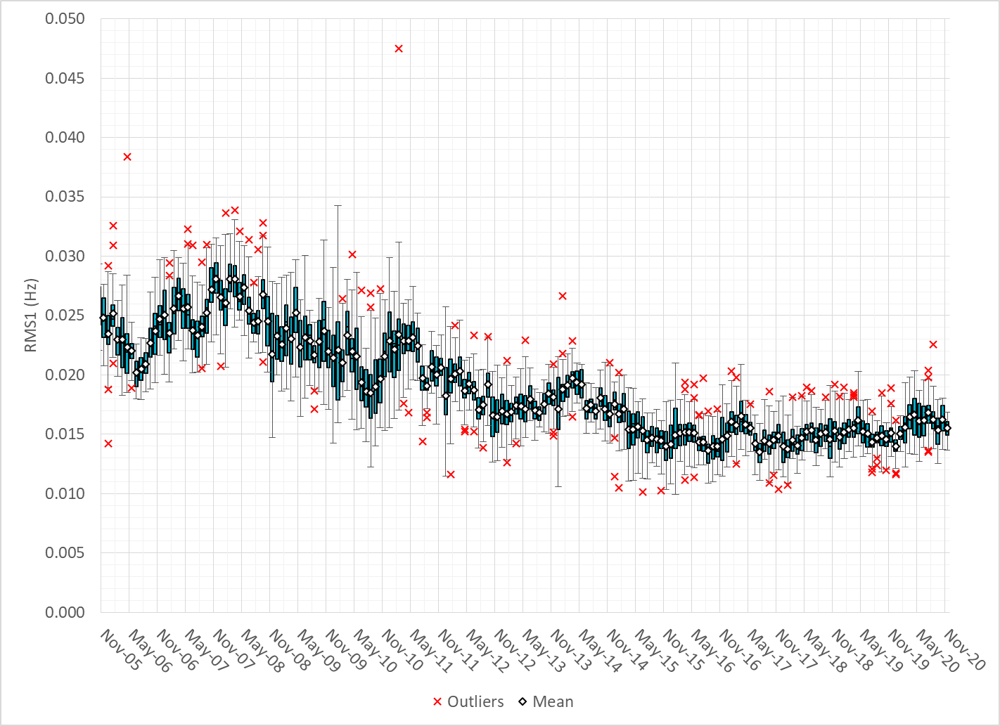 0.050
0.045
0.040
0.035
0.030
0.025
0.020
0.015
0.010
0.005
0.000
RMS1 (Hz)
Nov-05
May-06
Nov-06
May-07
Nov-07
May-08
Nov-08
May-09
Nov-09
May-10
Nov-10
May-11
Nov-11
May-12
Nov-12
May-13
Nov-13
May-14
Nov-14
May-15
Nov-15
May-16
Nov-16
May-17
Nov-17
May-18
Nov-18
May-19
Nov-19
May-20
Nov-20
Outliers
Mean